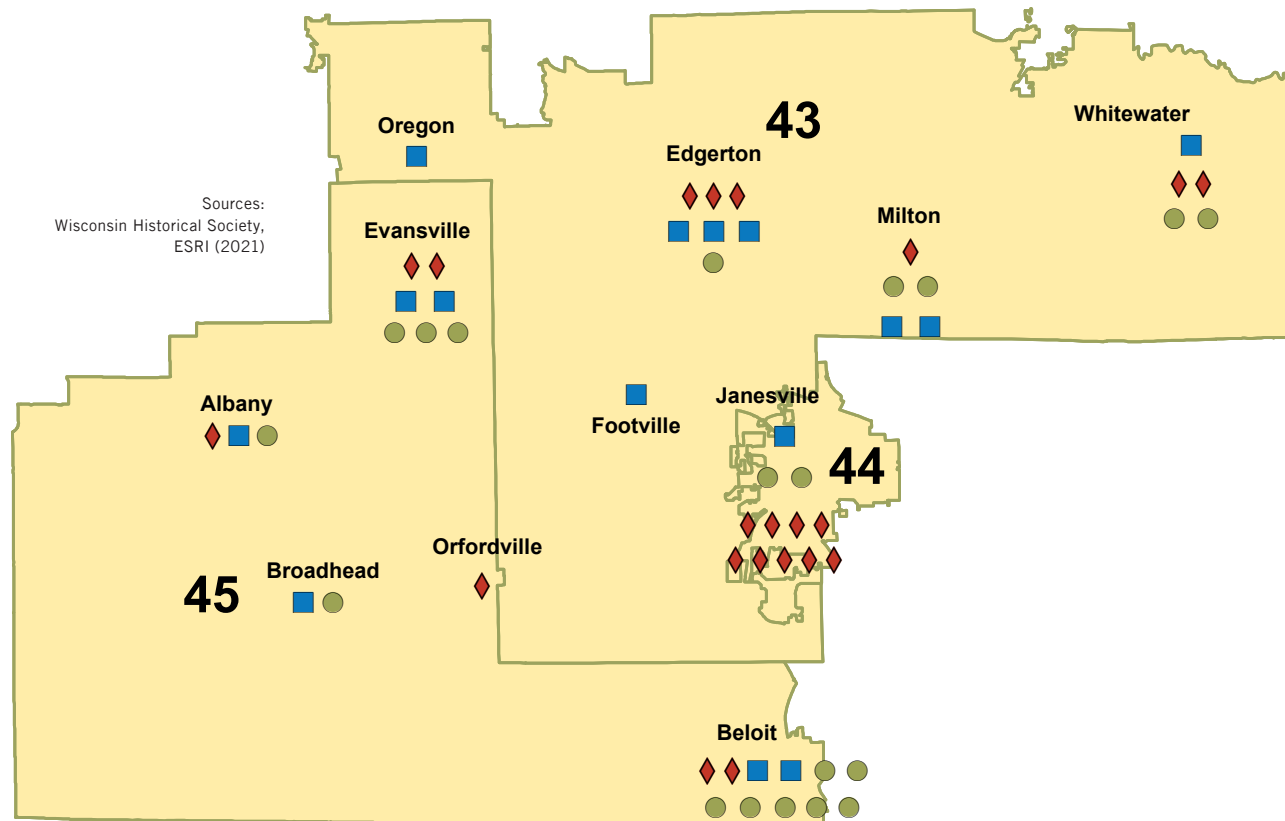 43
Whitewater
Oregon
Edgerton
Sources:
Wisconsin Historical Society,
ESRI (2021)
Milton
Evansville
Janesville
Albany
Footville
44
Orfordville
Broadhead
45
Beloit